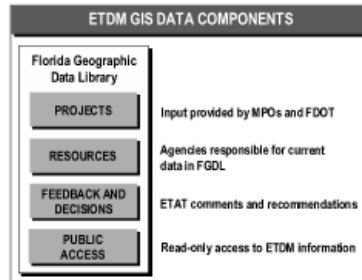 ETDM GIS DATA COMPONENTS
Florida Geographic
Data Library
PROJECTS
Input provided by MPOs and FDOT
RESOURCES
Agencies responsible for current
data in FGDL
FEEDBACK AND
DECISIONS
ETAT comments and recommendations
PUBLIC
ACCESS
Read-only access to ETDM information